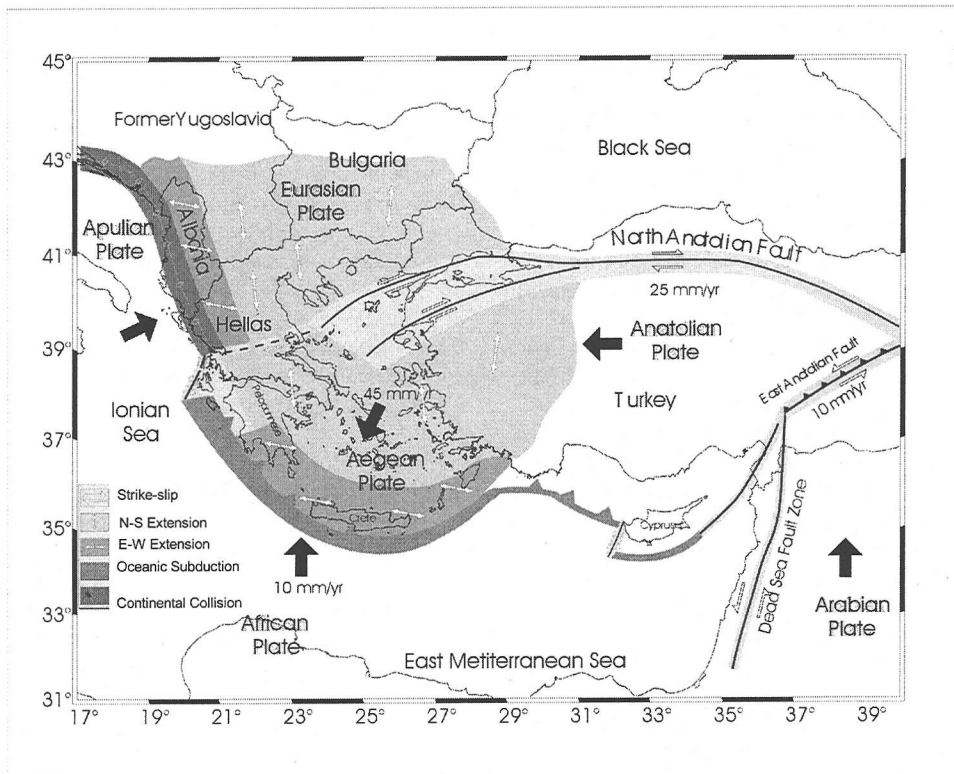 45°
43°
41°
39°
37°
35°
33°
31°
17°
19°
21°
23°
25°
27°
29°
31°
33°
35°
37°
39°
FormerYugoslavia
Bulgaria
Black Sea
Eurasian
Plate
Apulian
Plate
Albania
North Anatolian Fault
25 mm/yr
Hellas
Anatolian
Plate
Turkey
East Anatolian Fault
10 mm/yr
Ionian
Sea
45 mm/yr
Aegean
Plate
Crete
Cyprus
Dead Sea Fault Zone
Strike-slip
N-S Extension
E-W Extension
Oceanic Subduction
Continental Collision
10 mm/yr
African
Plate
Arabian
Plate
East Metiterranean Sea